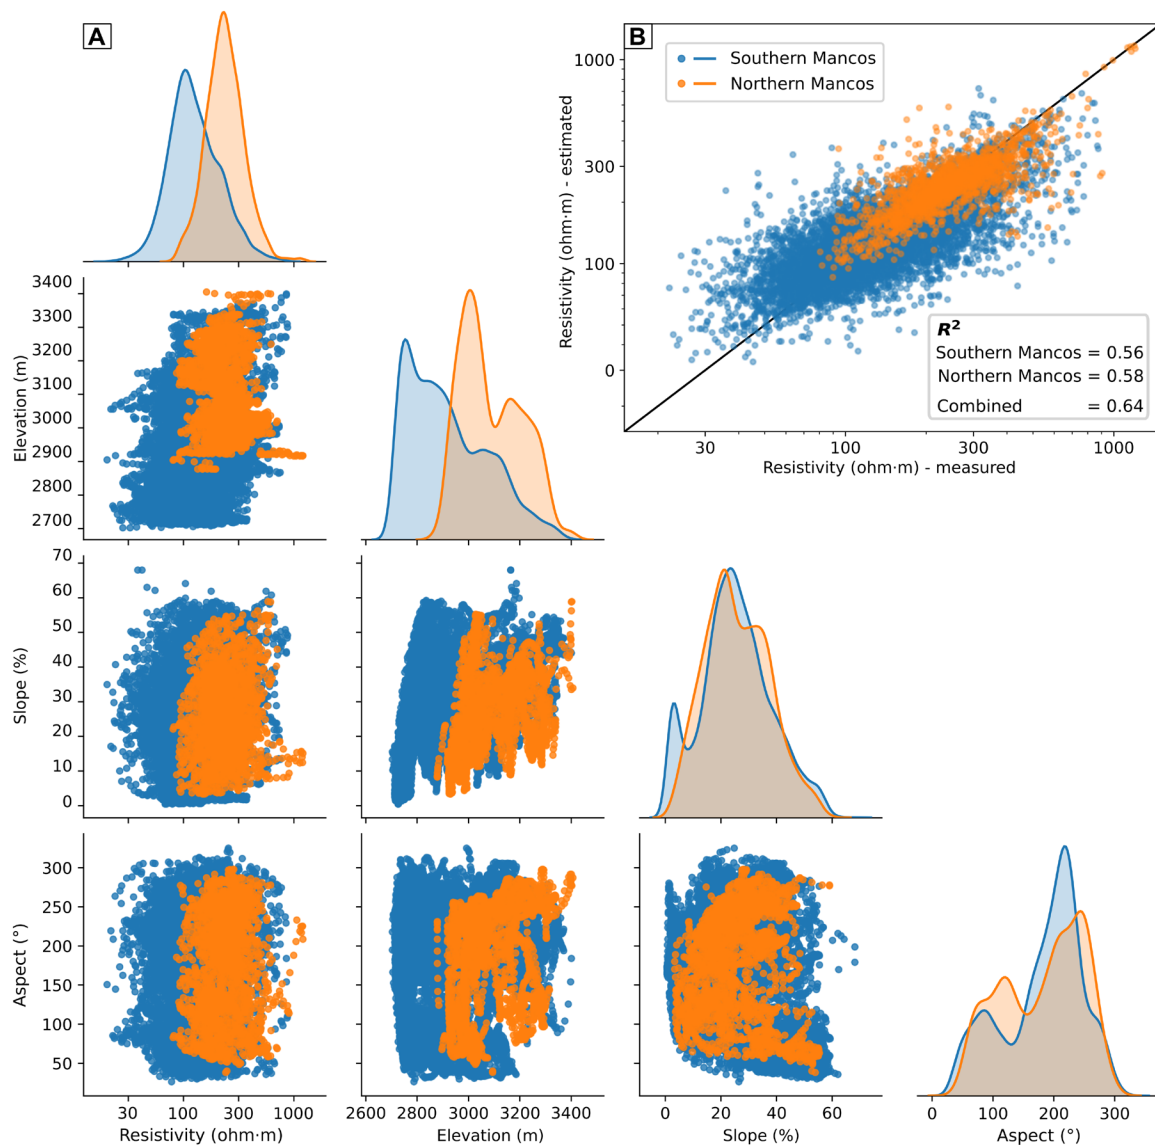 A
B
Southern Mancos
Northern Mancos
1000
300
100
0
Resistivity (ohm·m) - estimated
R²
Southern Mancos = 0.56
Northern Mancos = 0.58
Combined = 0.64
30 100 300 1000
Resistivity (ohm·m) - measured
3400
3300
3200
3100
3000
2900
2800
2700
Elevation (m)
70
60
50
40
30
20
10
0
Slope (%)
300
250
200
150
100
50
Aspect (°)
30 100 300 1000
Resistivity (ohm·m)
2600 2800 3000 3200 3400
Elevation (m)
0 20 40 60
Slope (%)
0 100 200 300
Aspect (°)